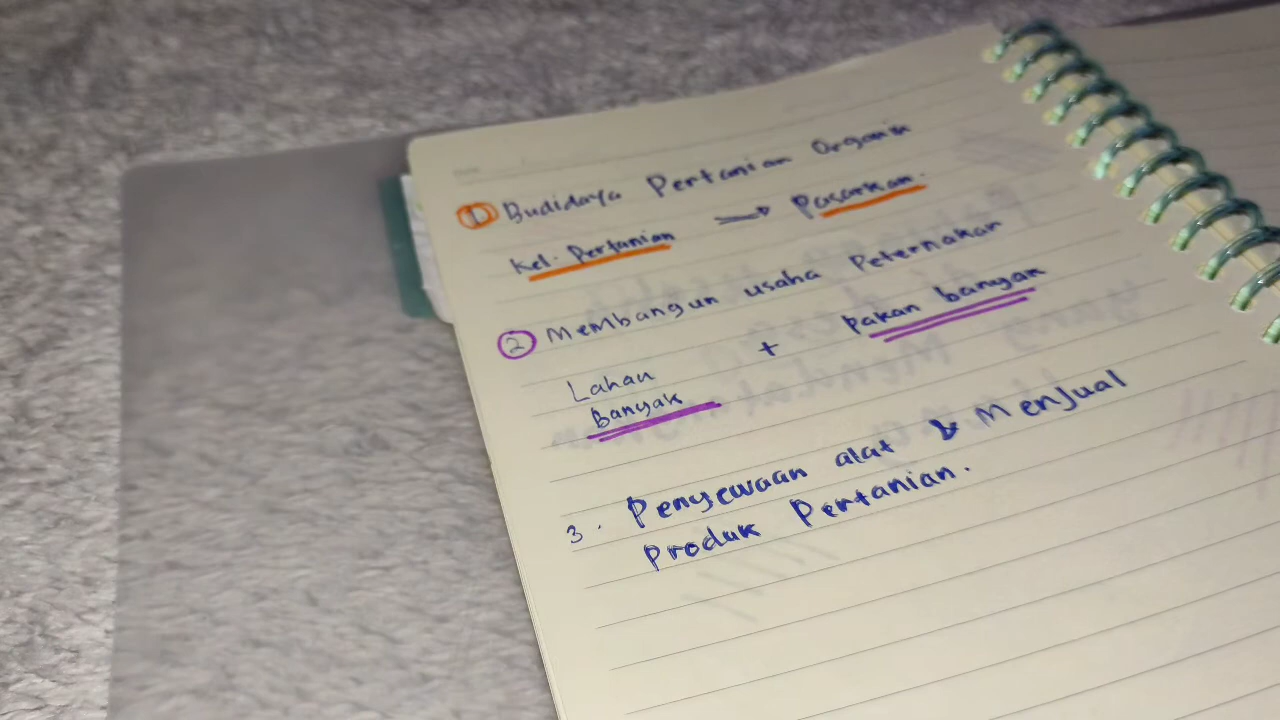 ① Budidaya Pertanian Organik
Kel. Pertanian → Pasarkan.
② Membangun usaha Peternakan
Lahan + pakan banyak
Banyak
3. Penyewaan alat & Menjual
Produk Pertanian.